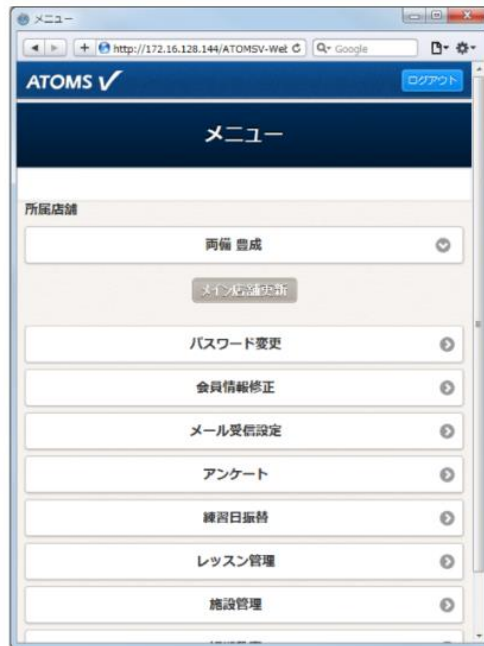 メニュー
http://172.16.128.144/ATOMSV-Wet
Google
ATOMS V
ログアウト
メニュー
所属店舗
両備 豊成
メイン店舗更新
パスワード変更
会員情報修正
メール受信設定
アンケート
練習日振替
レッスン管理
施設管理